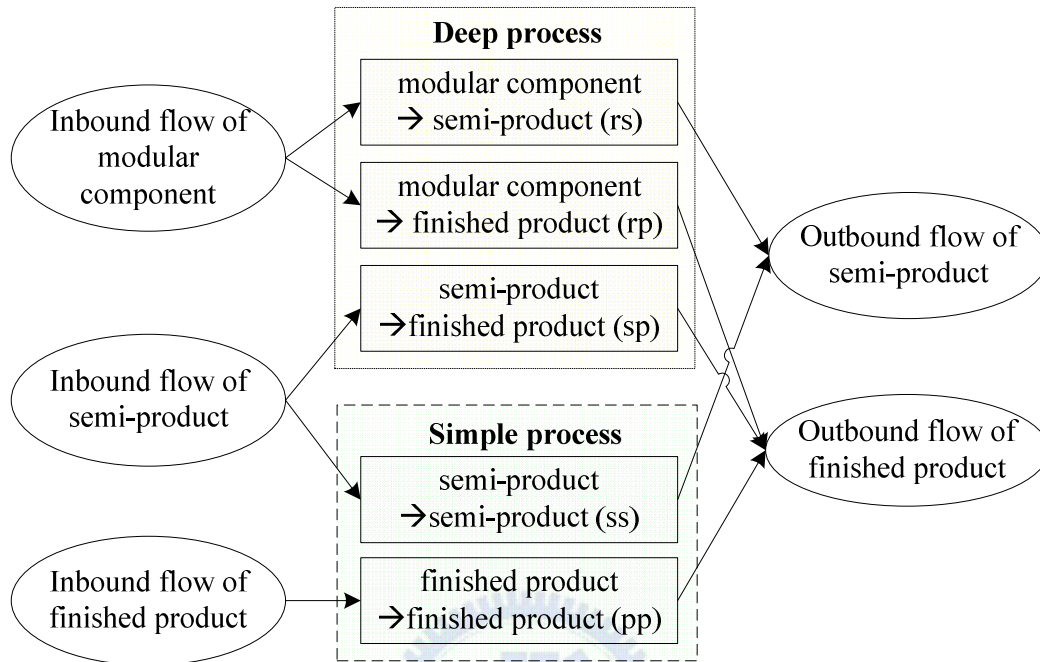 Inbound flow of
modular
component
Inbound flow of
semi-product
Inbound flow of
finished product
Deep process
modular component
→ semi-product (rs)
modular component
→ finished product (rp)
semi-product
→finished product (sp)
Simple process
semi-product
→semi-product (ss)
finished product
→finished product (pp)
Outbound flow of
semi-product
Outbound flow of
finished product